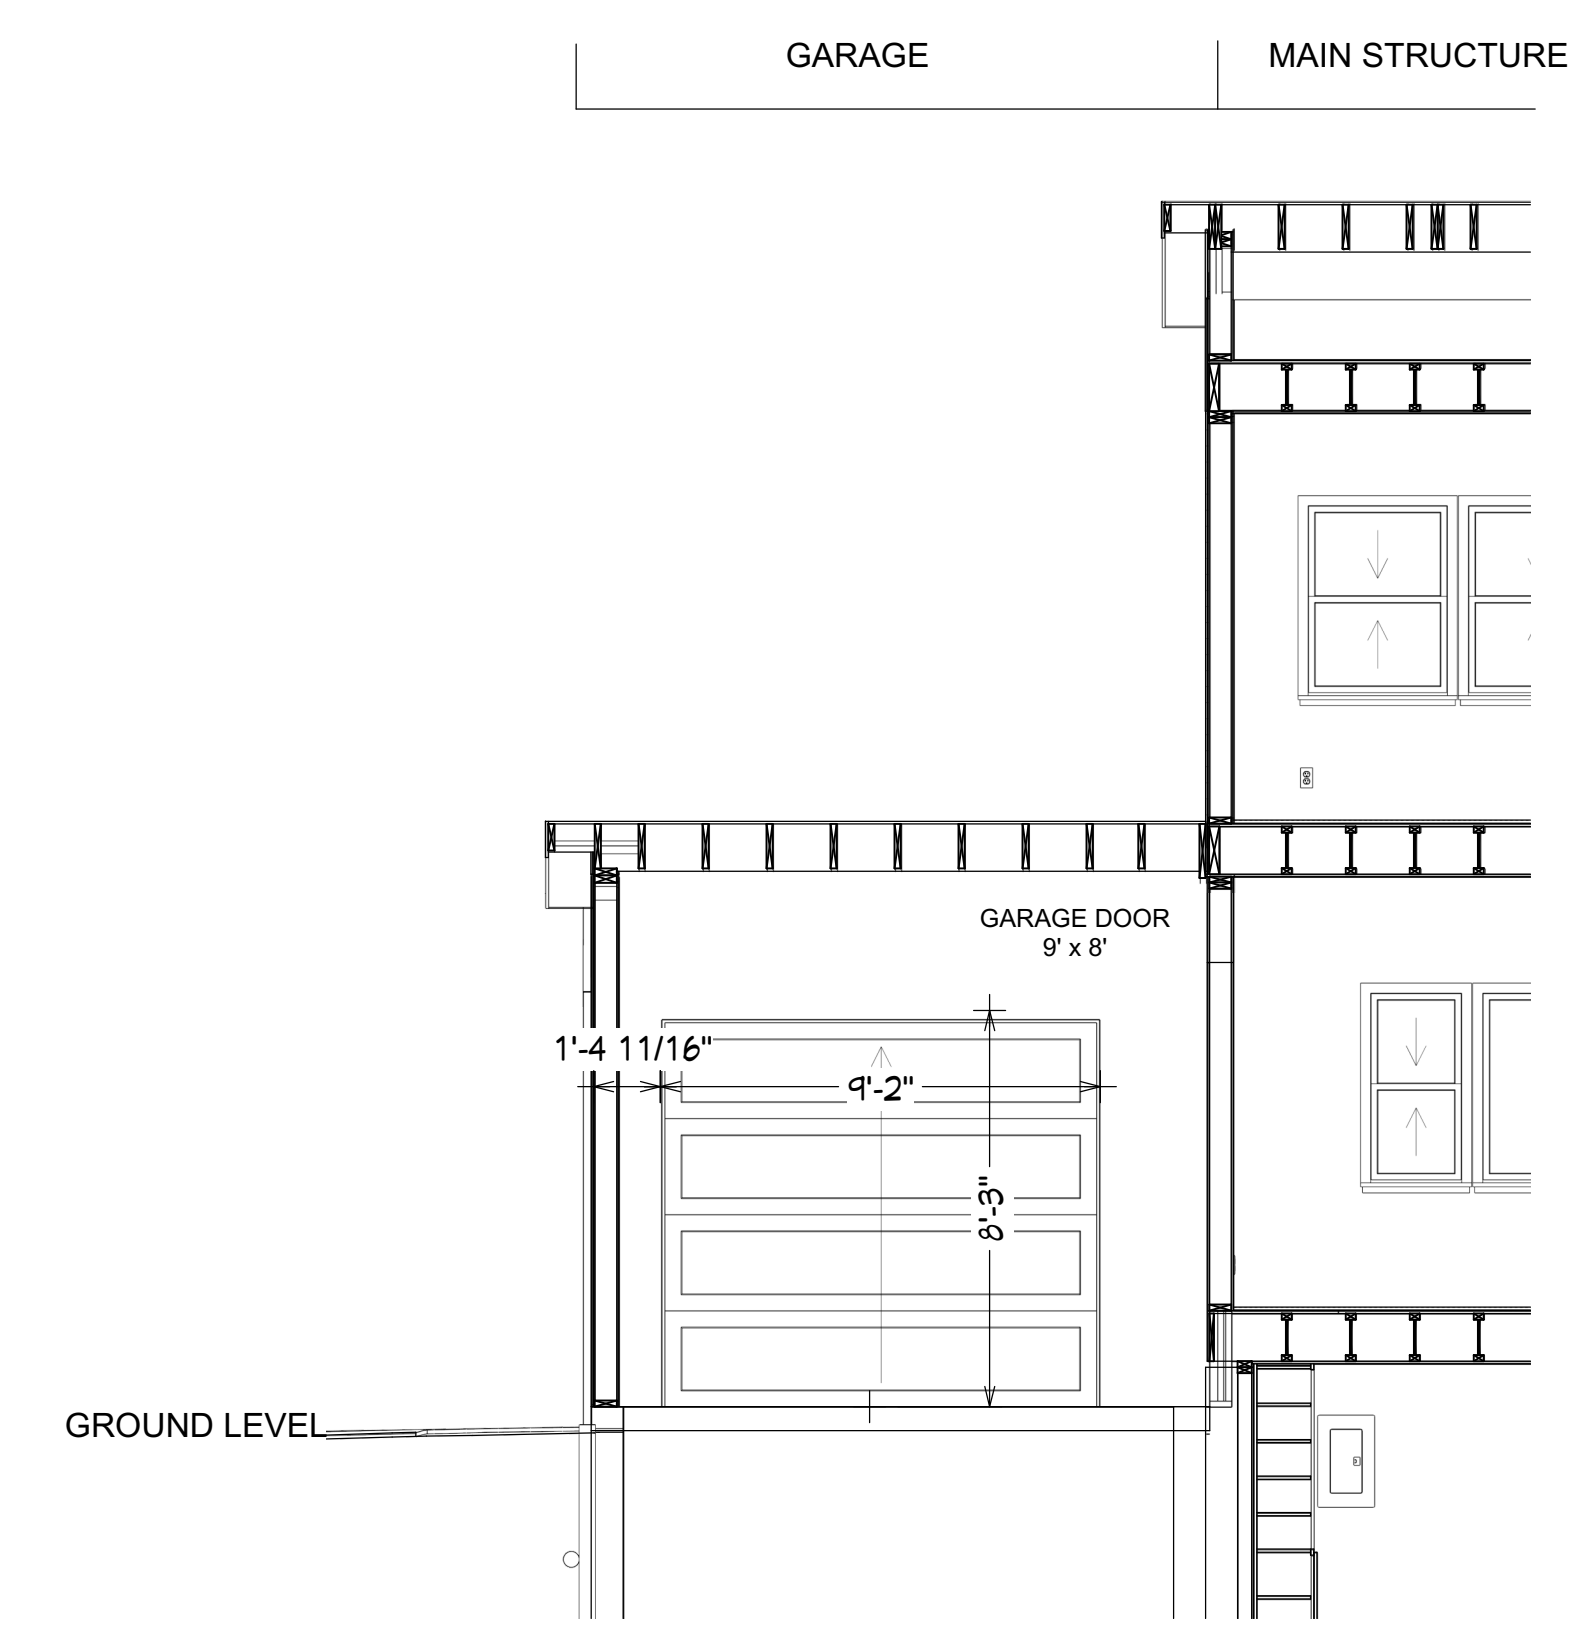 GARAGE
MAIN STRUCTURE
GARAGE DOOR
9' x 8'
1'-4 11/16"
9'-2"
8'-3"
GROUND LEVEL